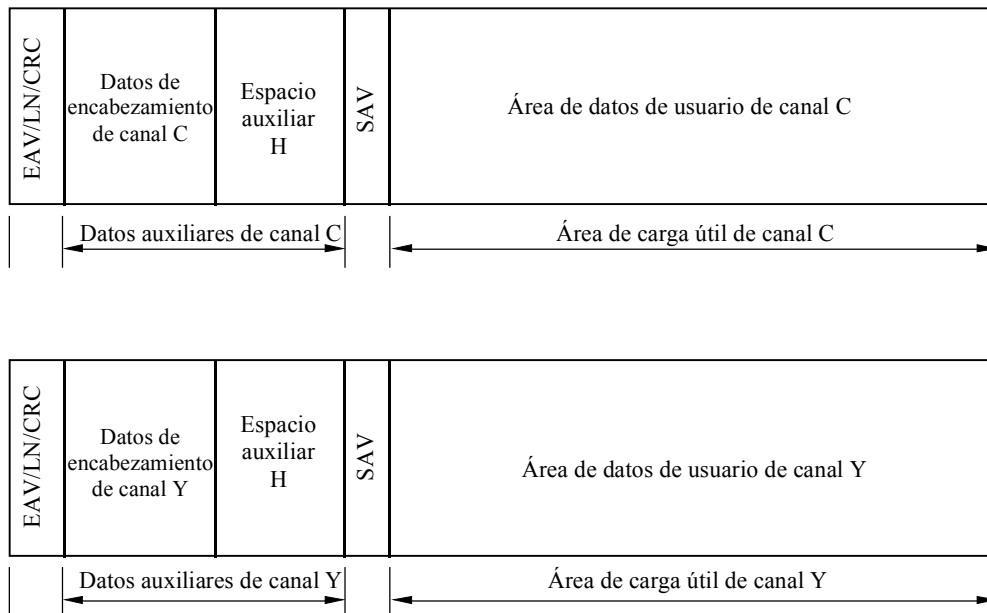 EAV/LN/CRC
Datos de
encabezamiento
de canal C
Espacio
auxiliar
H
SAV
Área de datos de usuario de canal C
Datos auxiliares de canal C
Área de carga útil de canal C
EAV/LN/CRC
Datos de
encabezamiento
de canal Y
Espacio
auxiliar
H
SAV
Área de datos de usuario de canal Y
Datos auxiliares de canal Y
Área de carga útil de canal Y